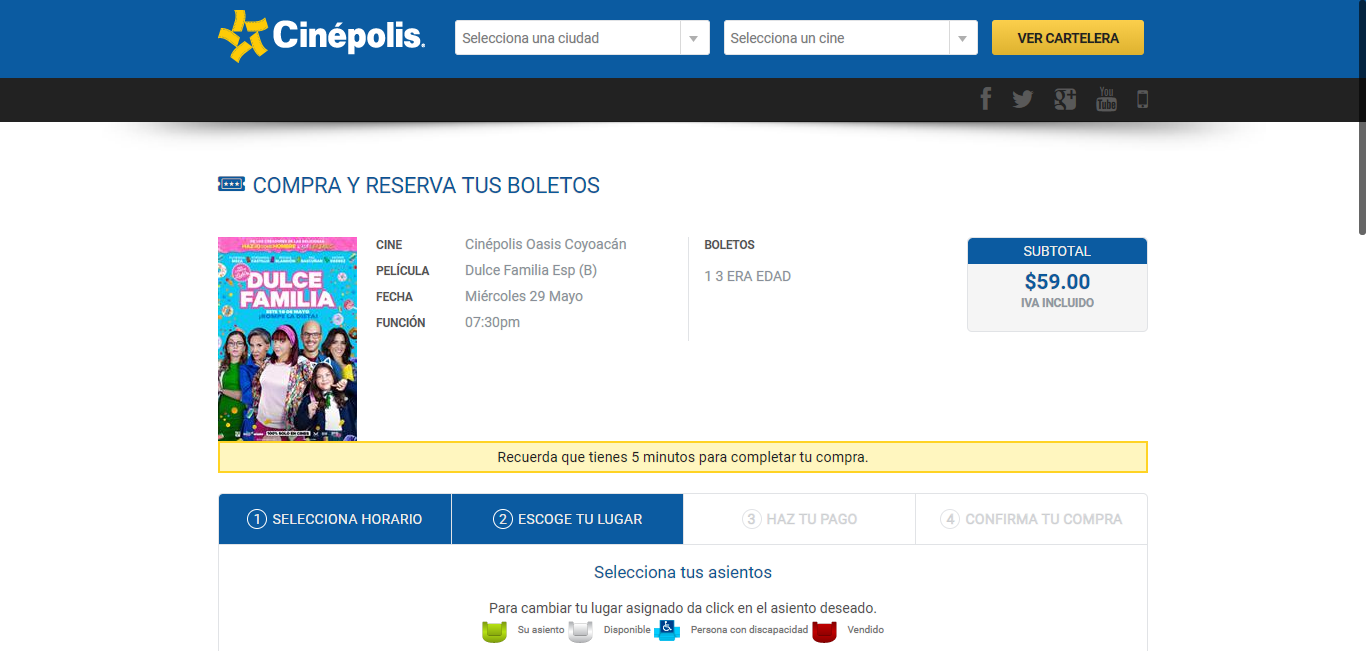 Cinépolis.
Selecciona una ciudad
Selecciona un cine
VER CARTELERA
You
Tube
COMPRA Y RESERVA TUS BOLETOS
DULCE
FAMILIA
¡ROMPE LA DIETA!
CINE Cinépolis Oasis Coyoacán
PELÍCULA Dulce Familia Esp (B)
FECHA Miércoles 29 Mayo
FUNCIÓN 07:30pm
BOLETOS
1 3 ERA EDAD
SUBTOTAL
$59.00
IVA INCLUIDO
Recuerda que tienes 5 minutos para completar tu compra.
1 SELECCIONA HORARIO
2 ESCOGE TU LUGAR
3 HAZ TU PAGO
4 CONFIRMA TU COMPRA
Selecciona tus asientos
Para cambiar tu lugar asignado da click en el asiento deseado.
Su asiento Disponible Persona con discapacidad Vendido